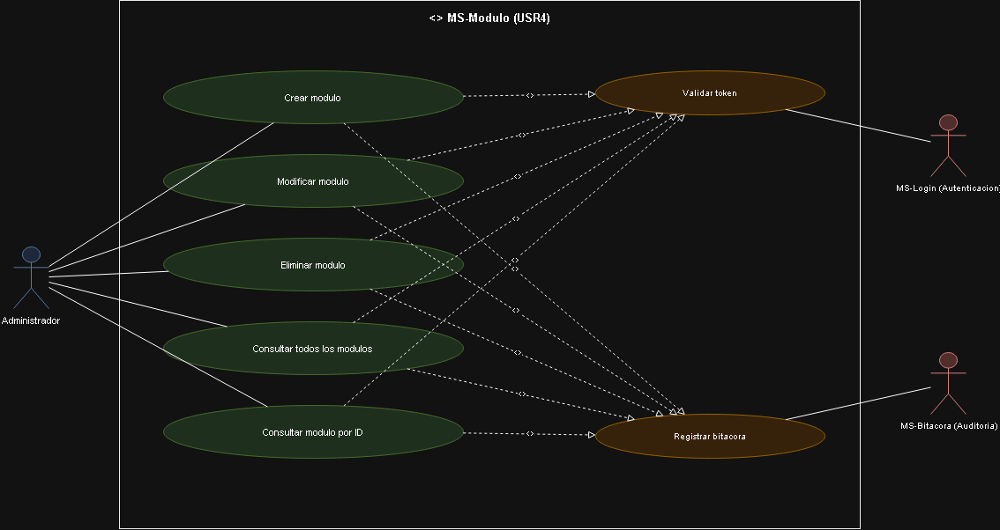 <> MS-Modulo (USR4)
Crear modulo
<>
Validar token
<>
Modificar modulo
<>
MS-Login (Autenticacion)
<>
Eliminar modulo
<>
<>
Administrador
<>
Consultar todos los modulos
<>
<>
Consultar modulo por ID
<>
Registrar bitacora
MS-Bitacora (Auditoria)